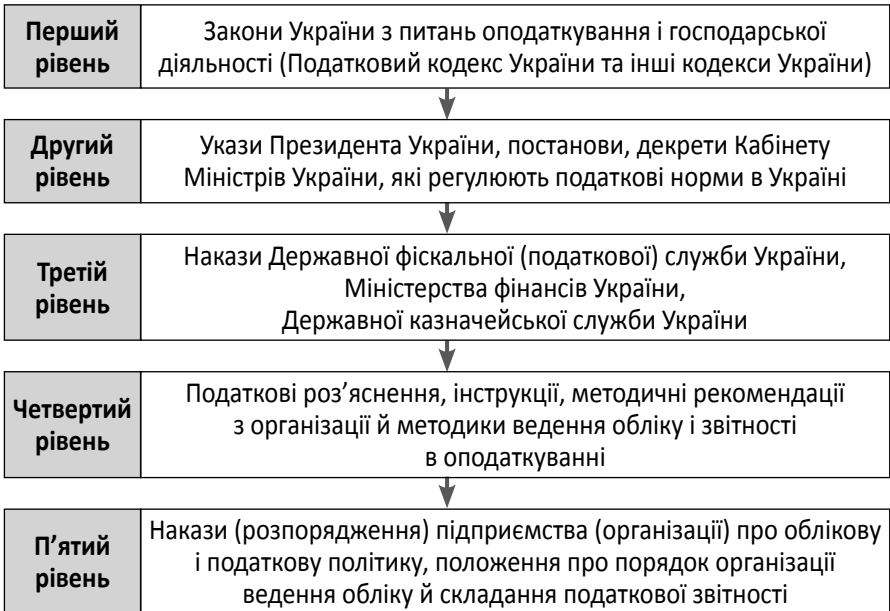 Перший
рівень
Закони України з питань оподаткування і господарської
діяльності (Податковий кодекс України та інші кодекси України)
Другий
рівень
Укази Президента України, постанови, декрети Кабінету
Міністрів України, які регулюють податкові норми в Україні
Третій
рівень
Накази Державної фіскальної (податкової) служби України,
Міністерства фінансів України,
Державної казначейської служби України
Четвертий
рівень
Податкові роз’яснення, інструкції, методичні рекомендації
з організації й методики ведення обліку і звітності
в оподаткуванні
П’ятий
рівень
Накази (розпорядження) підприємства (організації) про облікову
і податкову політику, положення про порядок організації
ведення обліку й складання податкової звітності